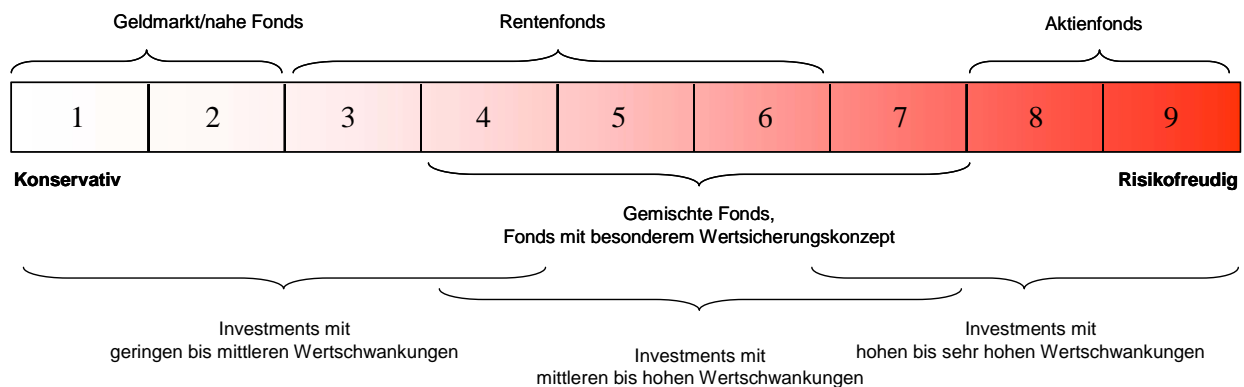 Geldmarkt/nahe Fonds
Rentenfonds
Aktienfonds
1 2 3 4 5 6 7 8 9
Konservativ
Risikofreudig
Gemischte Fonds,
Fonds mit besonderem Wertsicherungskonzept
Investments mit
geringen bis mittleren Wertschwankungen
Investments mit
mittleren bis hohen Wertschwankungen
Investments mit
hohen bis sehr hohen Wertschwankungen